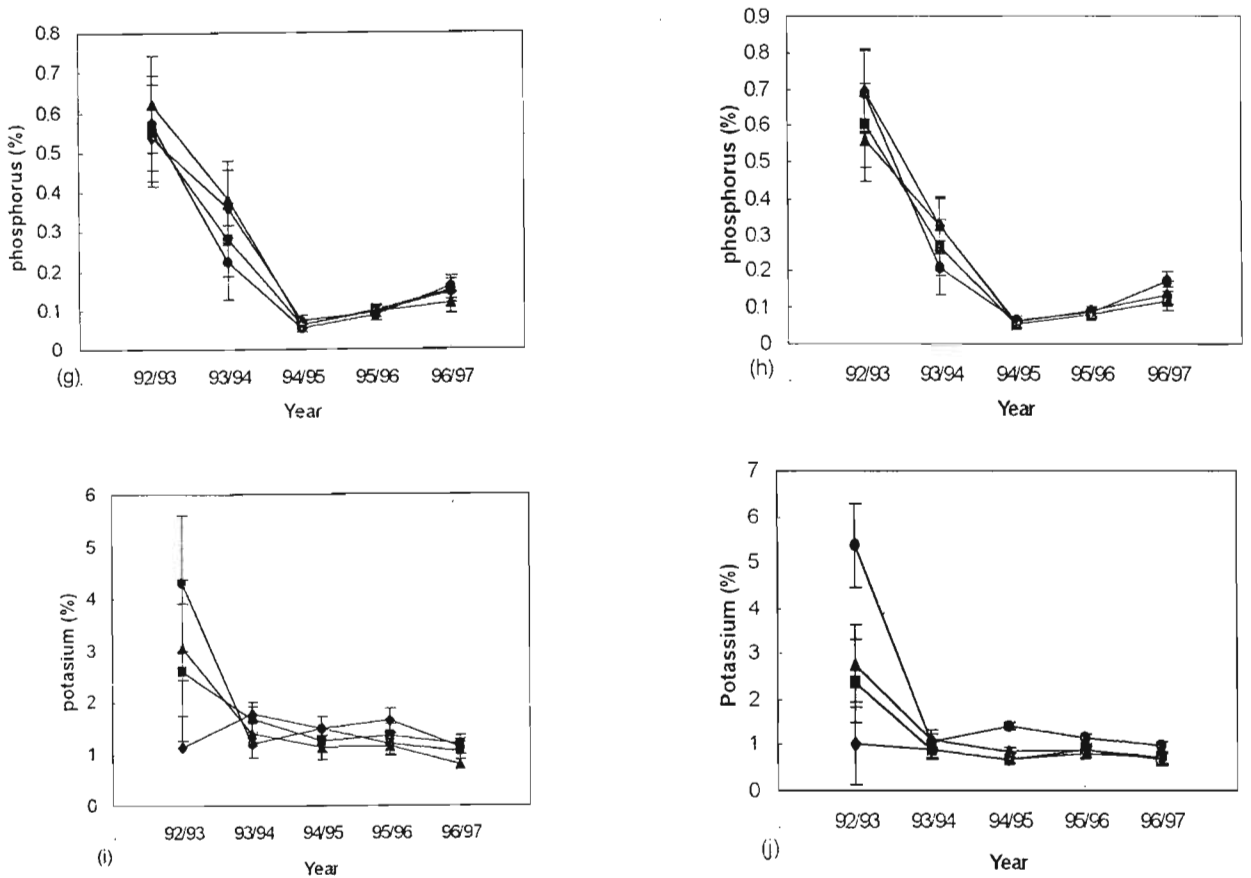 0.8
0.7
0.6
0.5
0.4
0.3
0.2
0.1
0
phosphorus (%)
(g).
92/93 93/94 94/95 95/96 96/97
Year
0.9
0.8
0.7
0.6
0.5
0.4
0.3
0.2
0.1
0
phosphorus (%)
(h)
92/93 93/94 94/95 95/96 96/97
Year
6
5
4
3
2
1
0
potasium (%)
(i)
92/93 93/94 94/95 95/96 96/97
Year
7
6
5
4
3
2
1
0
Potassium (%)
(j)
92/93 93/94 94/95 95/96 96/97
Year